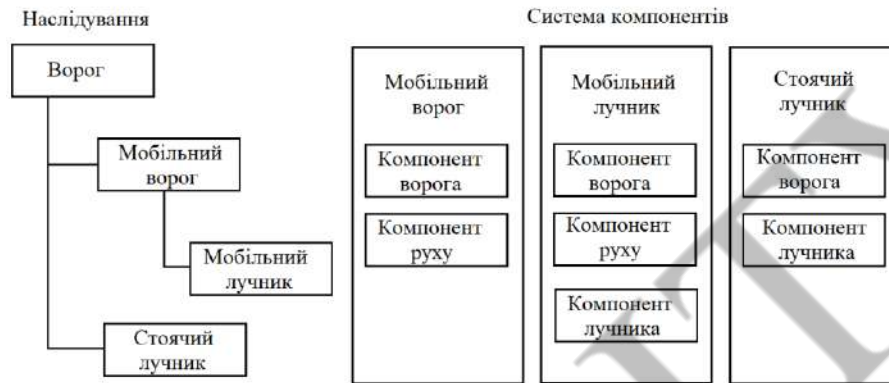 Наслідування
Ворог
Мобільний
ворог
Мобільний
лучник
Стоячий
лучник
Система компонентів
Мобільний
ворог
Компонент
ворога
Компонент
руху
Мобільний
лучник
Компонент
ворога
Компонент
руху
Компонент
лучника
Стоячий
лучник
Компонент
ворога
Компонент
лучника